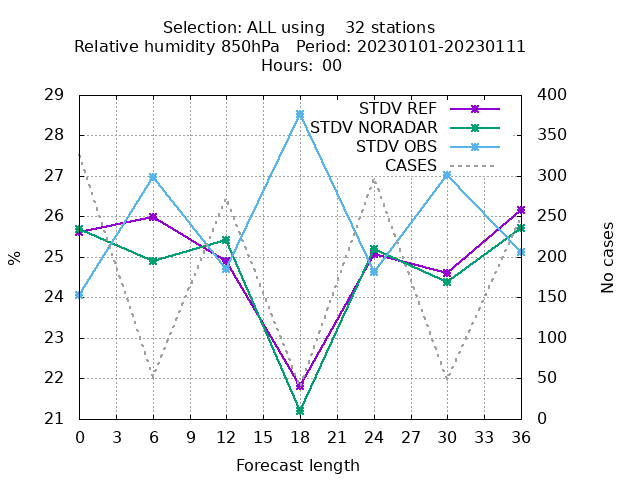 Selection: ALL using    32 stations
Relative humidity 850hPa   Period: 20230101-20230111
Hours: 00
STDV REF
STDV NORADAR
STDV OBS
CASES
29
28
27
26
25
24
23
22
21
%
400
350
300
250
200
150
100
50
0
No cases
0 3 6 9 12 15 18 21 24 27 30 33 36
Forecast length